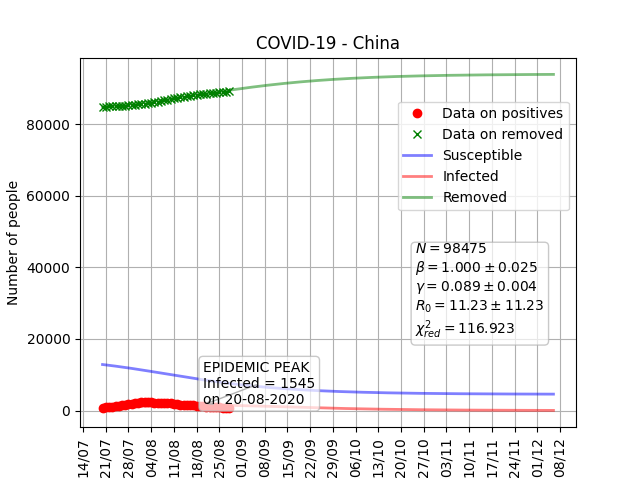 COVID-19 - China
Number of people
80000
60000
40000
20000
0
Data on positives
Data on removed
Susceptible
Infected
Removed
N = 98475
β = 1.000 ± 0.025
γ = 0.089 ± 0.004
R₀ = 11.23 ± 11.23
χ²red = 116.923
EPIDEMIC PEAK
Infected = 1545
on 20-08-2020
14/07
21/07
28/07
04/08
11/08
18/08
25/08
01/09
08/09
15/09
22/09
29/09
06/10
13/10
20/10
27/10
03/11
10/11
17/11
24/11
01/12
08/12